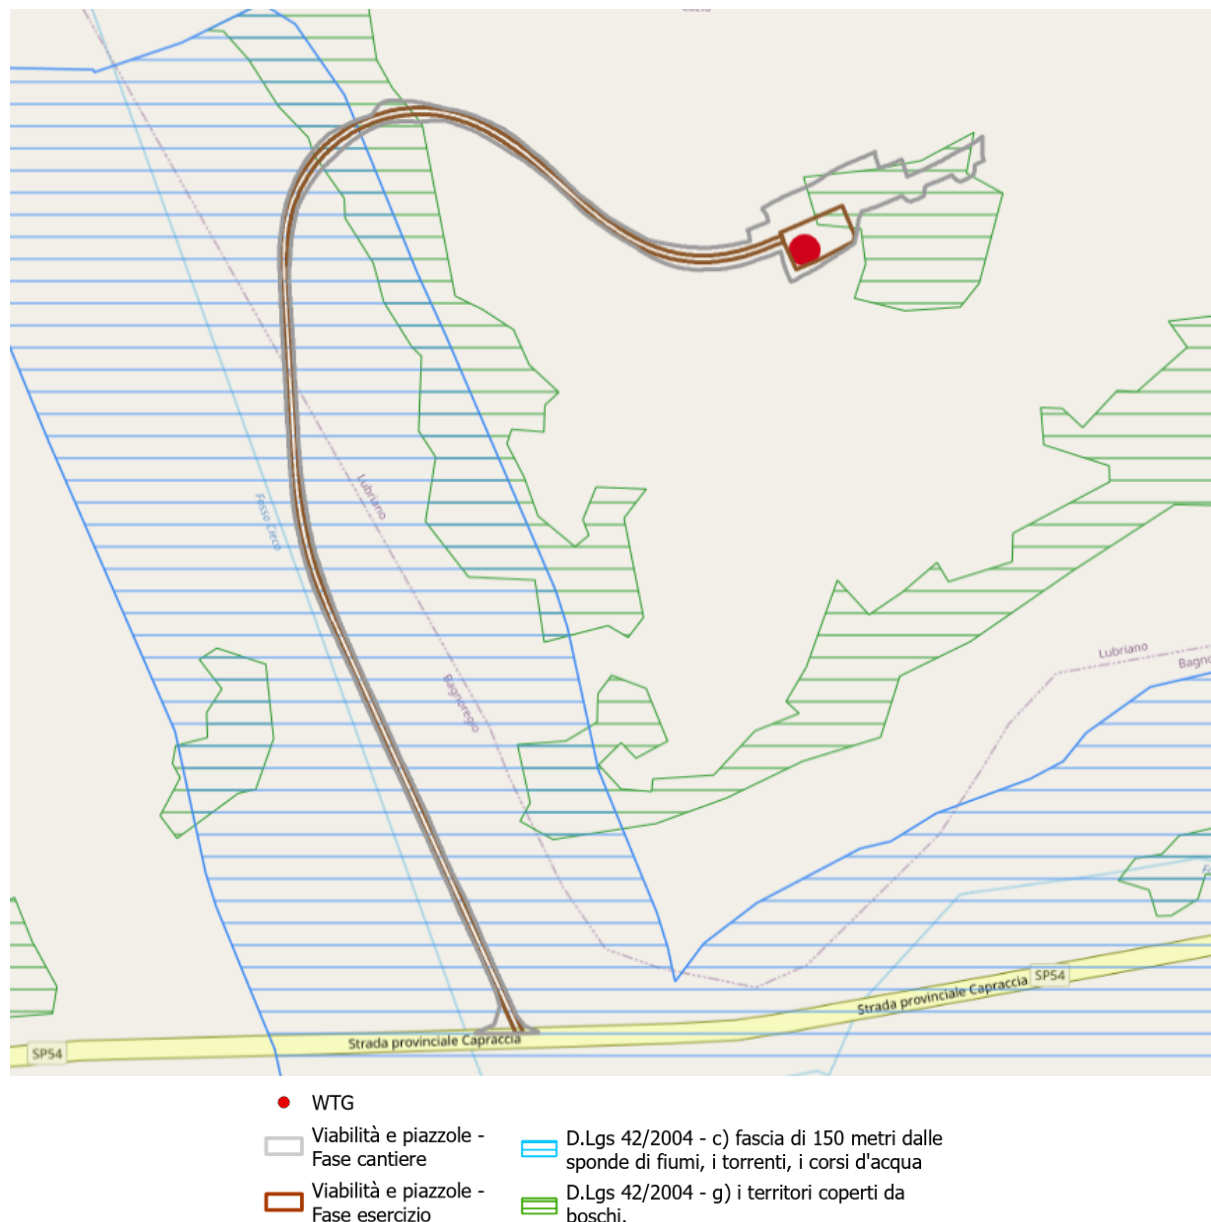 Lazio
Fosso Cieco
Lubriano
Bagnoregio
Lubriano
Bagno
SP54
Strada provinciale Capraccia
Strada provinciale Capraccia
SP54
WTG
Viabilità e piazzole -
Fase cantiere
Viabilità e piazzole -
Fase esercizio
D.Lgs 42/2004 - c) fascia di 150 metri dalle
sponde di fiumi, i torrenti, i corsi d'acqua
D.Lgs 42/2004 - g) i territori coperti da
boschi.